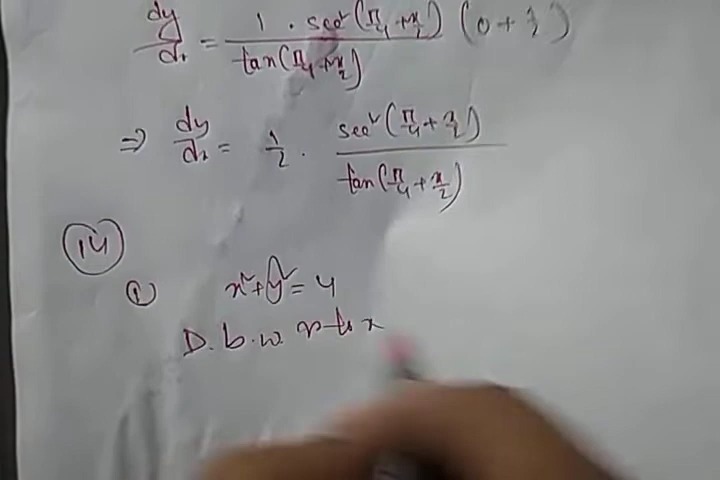 dy/dx = 1 · sec²(π/4 + x/2) / tan(π/4 + x/2) (0 + 1/2)
⇒ dy/dx = 1/2 · sec²(π/4 + x/2) / tan(π/4 + x/2)
14
① x² + y² = 4
D. b. w. r to x